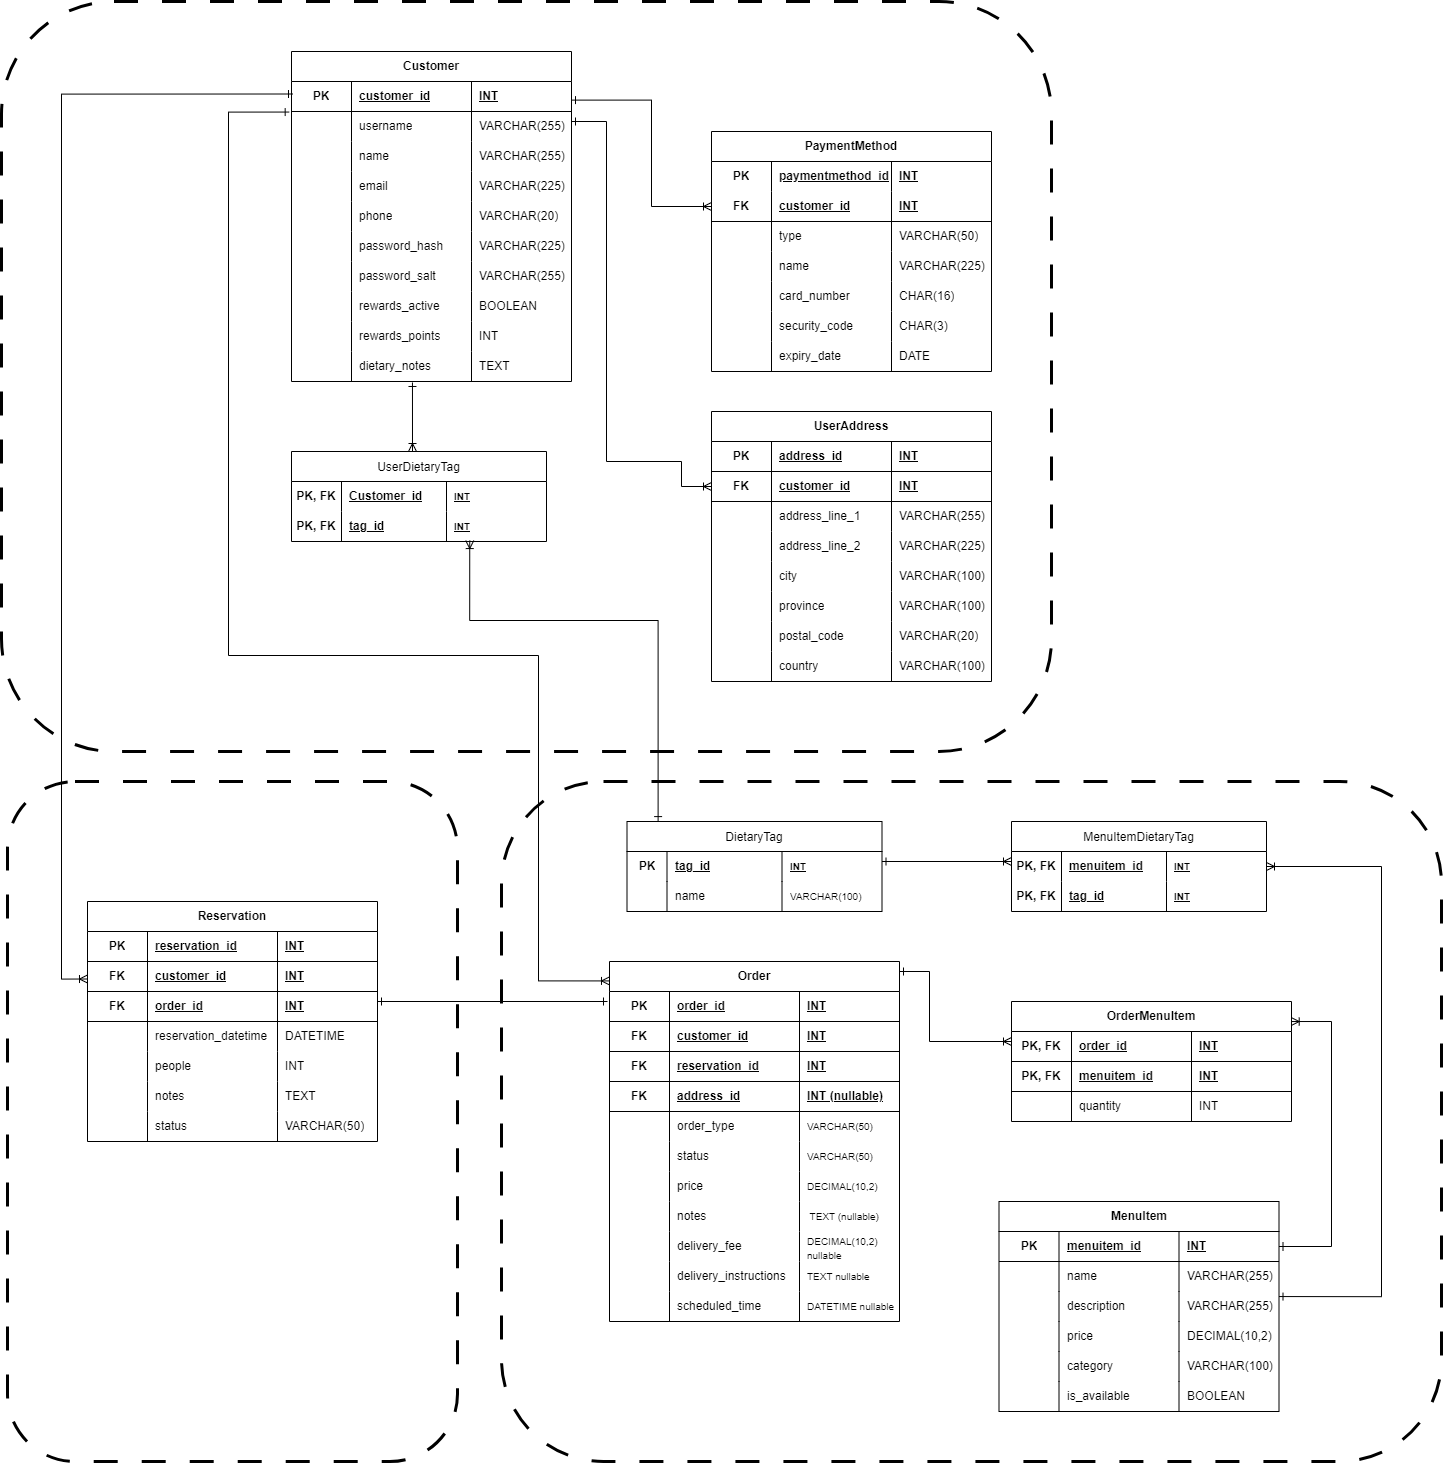 Customer
PK customer_id INT
username VARCHAR(255)
name VARCHAR(255)
email VARCHAR(225)
phone VARCHAR(20)
password_hash VARCHAR(225)
password_salt VARCHAR(255)
rewards_active BOOLEAN
rewards_points INT
dietary_notes TEXT
PaymentMethod
PK paymentmethod_id INT
FK customer_id INT
type VARCHAR(50)
name VARCHAR(225)
card_number CHAR(16)
security_code CHAR(3)
expiry_date DATE
UserAddress
PK address_id INT
FK customer_id INT
address_line_1 VARCHAR(255)
address_line_2 VARCHAR(225)
city VARCHAR(100)
province VARCHAR(100)
postal_code VARCHAR(20)
country VARCHAR(100)
UserDietaryTag
PK, FK Customer_id INT
PK, FK tag_id INT
DietaryTag
PK tag_id INT
name VARCHAR(100)
MenuItemDietaryTag
PK, FK menuitem_id INT
PK, FK tag_id INT
Reservation
PK reservation_id INT
FK customer_id INT
FK order_id INT
reservation_datetime DATETIME
people INT
notes TEXT
status VARCHAR(50)
Order
PK order_id INT
FK customer_id INT
FK reservation_id INT
FK address_id INT (nullable)
order_type VARCHAR(50)
status VARCHAR(50)
price DECIMAL(10,2)
notes TEXT (nullable)
delivery_fee DECIMAL(10,2)
nullable
delivery_instructions TEXT nullable
scheduled_time DATETIME nullable
OrderMenuItem
PK, FK order_id INT
PK, FK menuitem_id INT
quantity INT
MenuItem
PK menuitem_id INT
name VARCHAR(255)
description VARCHAR(255)
price DECIMAL(10,2)
category VARCHAR(100)
is_available BOOLEAN